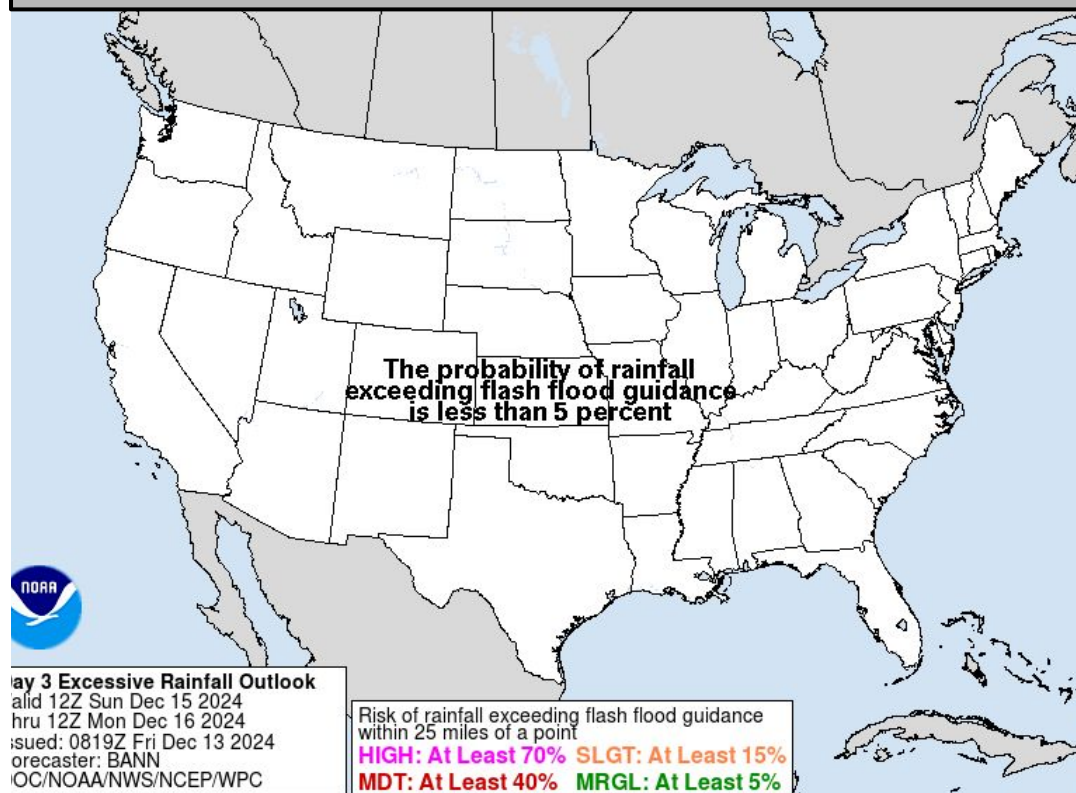 The probability of rainfall
exceeding flash flood guidance
is less than 5 percent
NOAA
ay 3 Excessive Rainfall Outlook
alid 12Z Sun Dec 15 2024
hru 12Z Mon Dec 16 2024
ssued: 0819Z Fri Dec 13 2024
orecaster: BANN
OC/NOAA/NWS/NCEP/WPC
Risk of rainfall exceeding flash flood guidance
within 25 miles of a point
HIGH: At Least 70% SLGT: At Least 15%
MDT: At Least 40% MRGL: At Least 5%